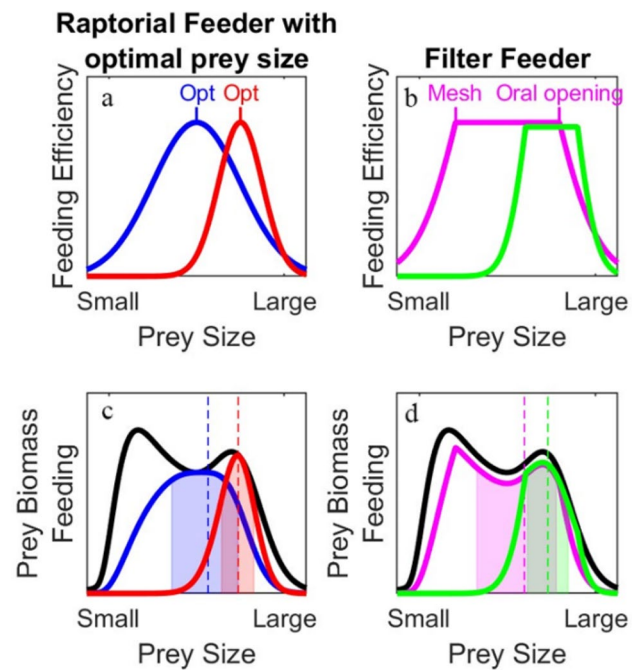 Raptorial Feeder with
optimal prey size
Filter Feeder
a
Opt
Opt
Feeding Efficiency
Small
Large
Prey Size
b
Mesh
Oral opening
Feeding Efficiency
Small
Large
Prey Size
c
Prey Biomass
Feeding
Small
Large
Prey Size
d
Prey Biomass
Feeding
Small
Large
Prey Size